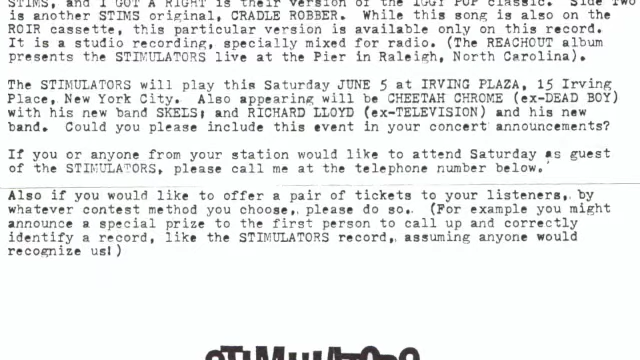 STIMS, and I GOT A RIGHT is their version of the IGGY POP classic. Side Two
is another STIMS original, CRADLE ROBBER. While this song is also on the
ROIR cassette, this particular version is available only on this record.
It is a studio recording, specially mixed for radio. (The REACHOUT album
presents the STIMULATORS live at the Pier in Raleigh, North Carolina).
The STIMULATORS will play this Saturday JUNE 5 at IRVING PLAZA, 15 Irving
Place, New York City. Also appearing will be CHEETAH CHROME (ex-DEAD BOY)
with his new band SKELS; and RICHARD LLOYD (ex-TELEVISION) and his new
band. Could you please include this event in your concert announcements?
If you or anyone from your station would like to attend Saturday as guest
of the STIMULATORS, please call me at the telephone number below.
Also if you would like to offer a pair of tickets to your listeners, by
whatever contest method you choose, please do so. (For example you might
announce a special prize to the first person to call up and correctly
identify a record, like the STIMULATORS record, assuming anyone would
recognize us!)
STIMULATORS